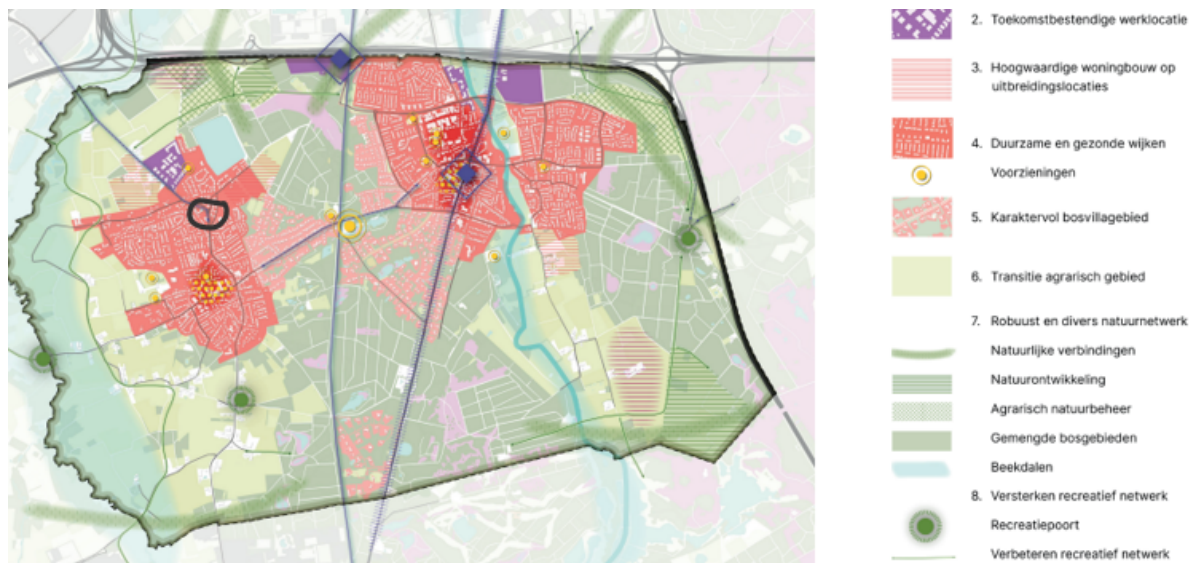 2. Toekomstbestendige werklocatie
3. Hoogwaardige woningbouw op
uitbreidingslocaties
4. Duurzame en gezonde wijken
Voorzieningen
5. Karaktervol bosvillagebied
6. Transitie agrarisch gebied
7. Robuust en divers natuurnetwerk
Natuurlijke verbindingen
Natuurontwikkeling
Agrarisch natuurbeheer
Gemengde bosgebieden
Beekdalen
8. Versterken recreatief netwerk
Recreatiepoort
Verbeteren recreatief netwerk